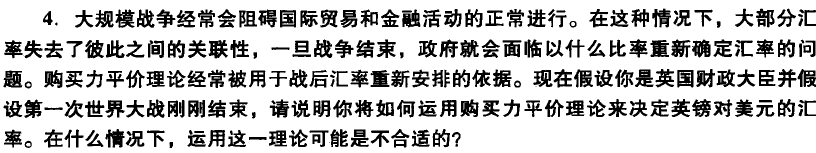 4. 大规模战争经常会阻碍国际贸易和金融活动的正常进行。在这种情况下，大部分汇
率失去了彼此之间的关联性，一旦战争结束，政府就会面临以什么比率重新确定汇率的问
题。购买力平价理论经常被用于战后汇率重新安排的依据。现在假设你是英国财政大臣并假
设第一次世界大战刚刚结束，请说明你将如何运用购买力平价理论来决定英镑对美元的汇
率。在什么情况下，运用这一理论可能是不合适的？